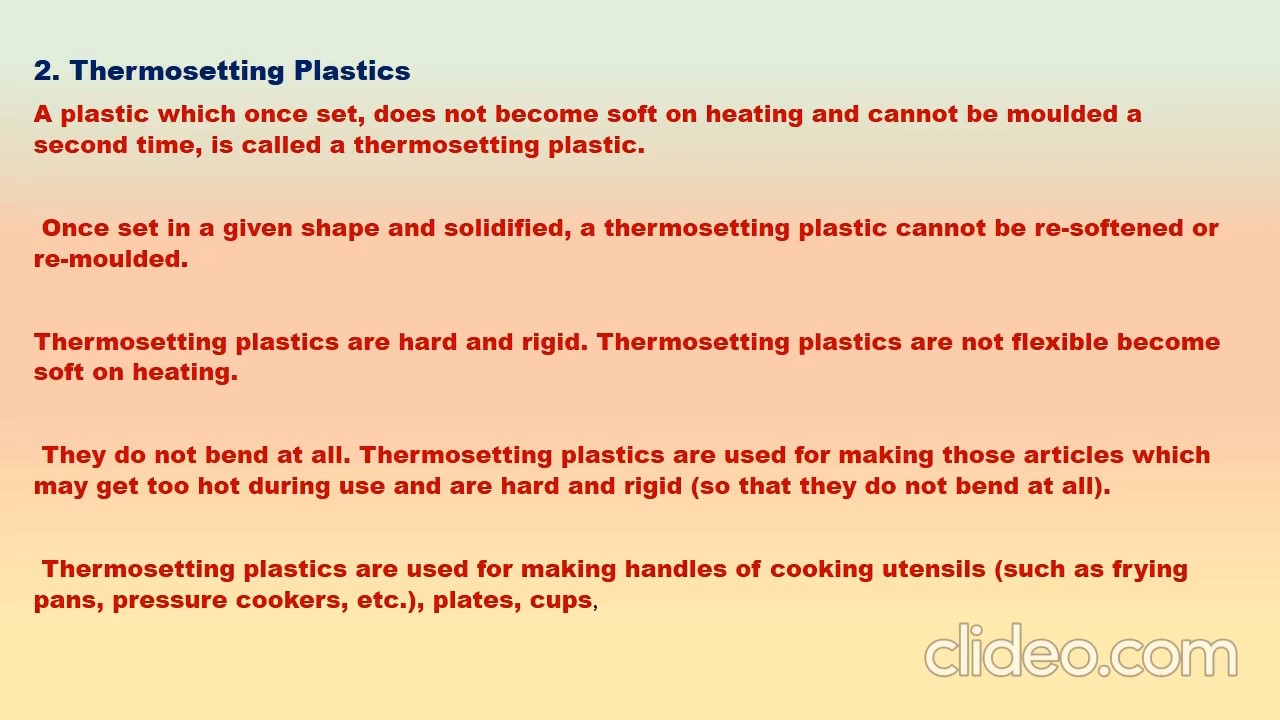 2. Thermosetting Plastics
A plastic which once set, does not become soft on heating and cannot be moulded a
second time, is called a thermosetting plastic.
Once set in a given shape and solidified, a thermosetting plastic cannot be re-softened or
re-moulded.
Thermosetting plastics are hard and rigid. Thermosetting plastics are not flexible become
soft on heating.
They do not bend at all. Thermosetting plastics are used for making those articles which
may get too hot during use and are hard and rigid (so that they do not bend at all).
Thermosetting plastics are used for making handles of cooking utensils (such as frying
pans, pressure cookers, etc.), plates, cups,
clideo.com